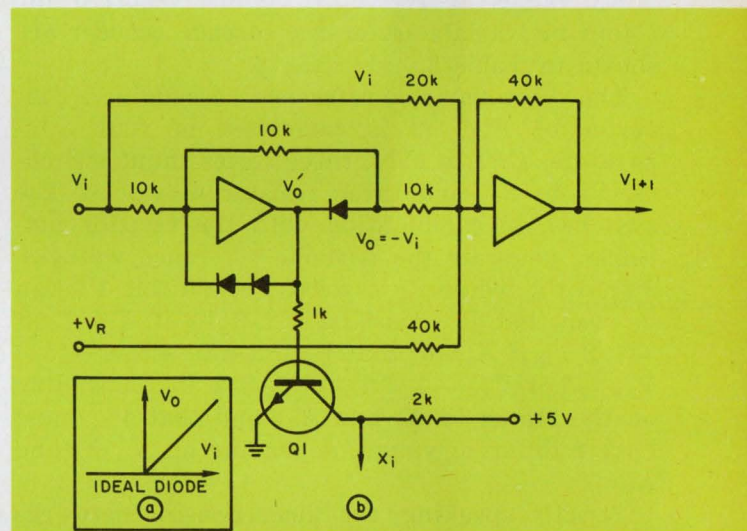 Vi 20k 40k
10k
Vi 10k Vo' 10k Vi+1
Vo = -Vi
1k
+VR 40k
2k +5V
Q1 Xi
Vo
Vi
IDEAL DIODE
a b